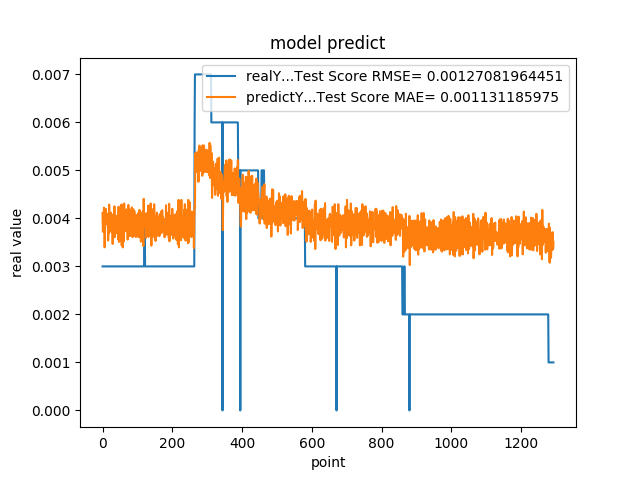 model predict
realY...Test Score RMSE= 0.00127081964451
predictY...Test Score MAE= 0.001131185975
real value
0.007
0.006
0.005
0.004
0.003
0.002
0.001
0.000
0 200 400 600 800 1000 1200
point